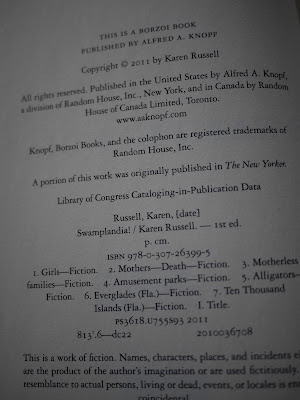 THIS IS A BORZOI BOOK
PUBLISHED BY ALFRED A. KNOPF
Copyright © 2011 by Karen Russell
All rights reserved. Published in the United States by Alfred A. Knopf,
a division of Random House, Inc., New York, and in Canada by Random
House of Canada Limited, Toronto.
www.aaknopf.com
Knopf, Borzoi Books, and the colophon are registered trademarks of
Random House, Inc.
A portion of this work was originally published in The New Yorker.
Library of Congress Cataloging-in-Publication Data
Russell, Karen, [date]
Swamplandia! / Karen Russell. — 1st ed.
p. cm.
ISBN 978-0-307-26399-5
1. Girls—Fiction. 2. Mothers—Death—Fiction. 3. Motherless
families—Fiction. 4. Amusement parks—Fiction. 5. Alligators—
Fiction. 6. Everglades (Fla.)—Fiction. 7. Ten Thousand
Islands (Fla.)—Fiction. I. Title.
PS3618.U755S93 2011
813'.6—dc22 2010036708
This is a work of fiction. Names, characters, places, and incidents
are the product of the author's imagination or are used fictitiously.
resemblance to actual persons, living or dead, events, or locales is
coincidental.